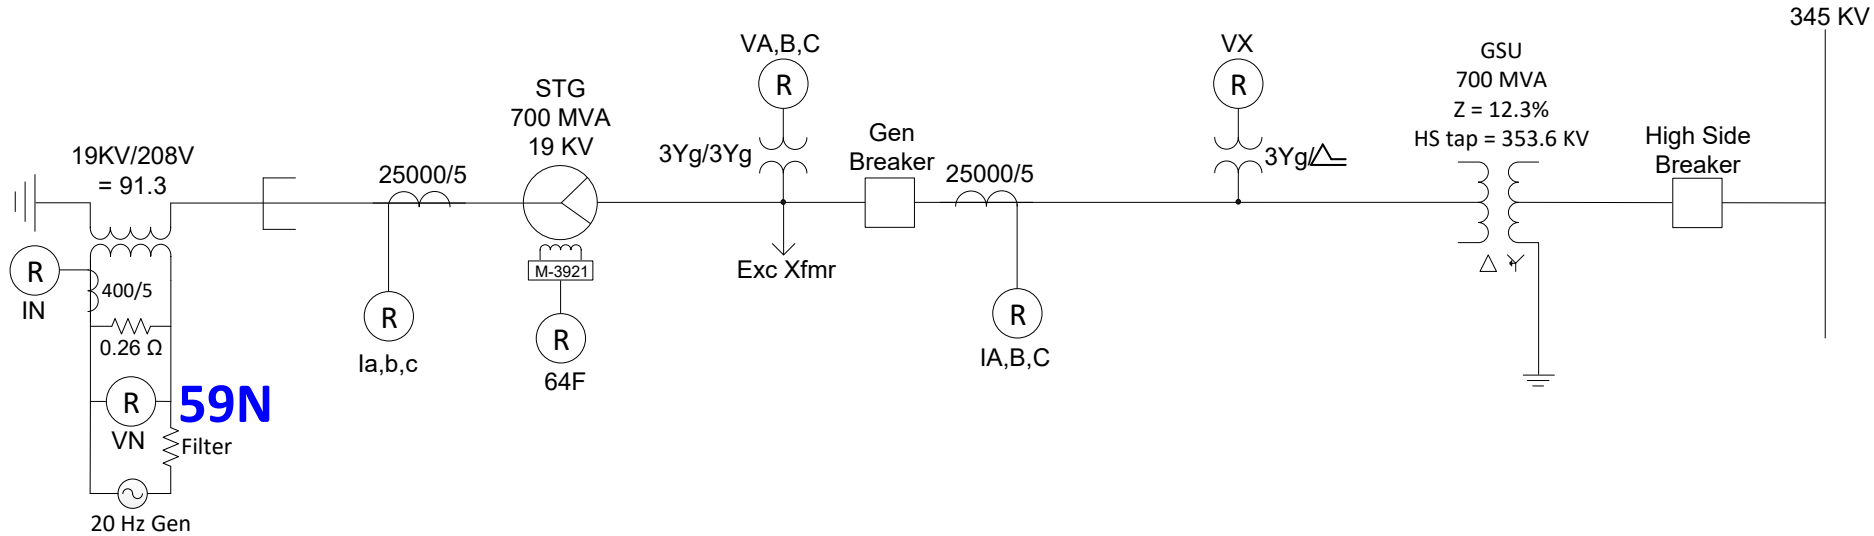 345 KV
VA,B,C
R
VX
R
GSU
700 MVA
Z = 12.3%
HS tap = 353.6 KV
STG
700 MVA
19 KV
Gen
Breaker
High Side
Breaker
19KV/208V
= 91.3
25000/5
3Yg/3Yg
25000/5
3Yg/
R
IN
400/5
0.26 Ω
M-3921
Exc Xfmr
R
Ia,b,c
R
64F
R
IA,B,C
R
VN
59N
Filter
20 Hz Gen